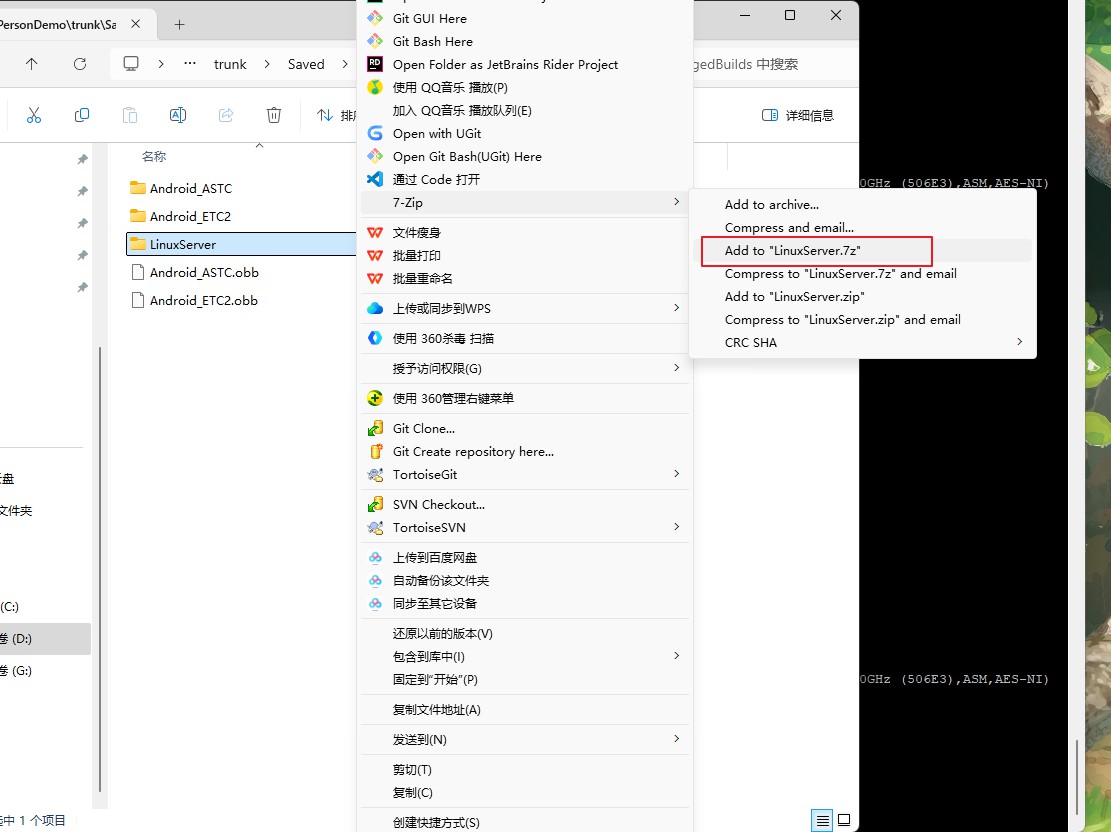 PersonDemo\trunk\Sa
trunk
Saved
gedBuilds 中搜索
详细信息
名称
Android_ASTC
Android_ETC2
LinuxServer
Android_ASTC.obb
Android_ETC2.obb
文件夹
(C:)
卷 (D:)
卷 (G:)
选中 1 个项目
Git GUI Here
Git Bash Here
Open Folder as JetBrains Rider Project
使用 QQ音乐 播放(P)
加入 QQ音乐 播放队列(E)
Open with UGit
Open Git Bash(UGit) Here
通过 Code 打开
7-Zip
文件瘦身
批量打印
批量重命名
上传或同步到WPS
使用 360杀毒 扫描
授予访问权限(G)
使用 360管理右键菜单
Git Clone...
Git Create repository here...
TortoiseGit
SVN Checkout...
TortoiseSVN
上传到百度网盘
自动备份该文件夹
同步至其它设备
还原以前的版本(V)
包含到库中(I)
固定到"开始"(P)
复制文件地址(A)
发送到(N)
剪切(T)
复制(C)
创建快捷方式(S)
Add to archive...
Compress and email...
Add to "LinuxServer.7z"
Compress to "LinuxServer.7z" and email
Add to "LinuxServer.zip"
Compress to "LinuxServer.zip" and email
CRC SHA
0GHz (506E3),ASM,AES-NI)
0GHz (506E3),ASM,AES-NI)